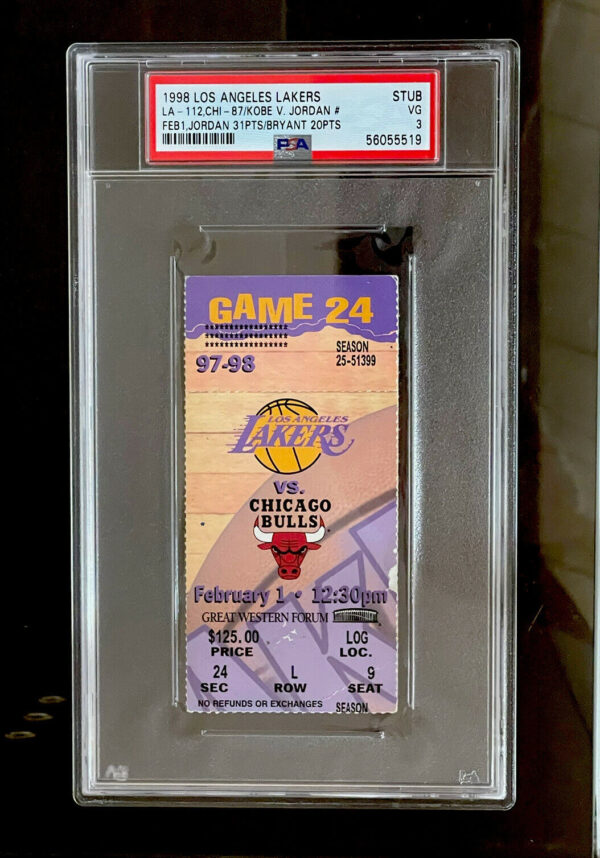 1998 LOS ANGELES LAKERS STUB
LA-112,CHI-87/KOBE V. JORDAN # VG
FEB1,JORDAN 31PTS/BRYANT 20PTS 3
PSA 56055519
GAME 24
********************
********************
********************
SEASON
97-98 25-51399
LOS ANGELES
LAKERS
VS.
CHICAGO
BULLS
February 1 • 12:30pm
GREAT WESTERN FORUM
$125.00 LOG
PRICE LOC.
24 L 9
SEC ROW SEAT
NO REFUNDS OR EXCHANGES SEASON